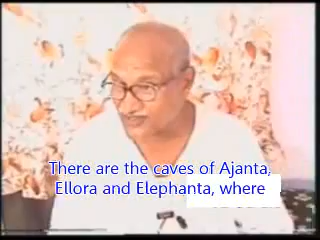 There are the caves of Ajanta,
Ellora and Elephanta, where